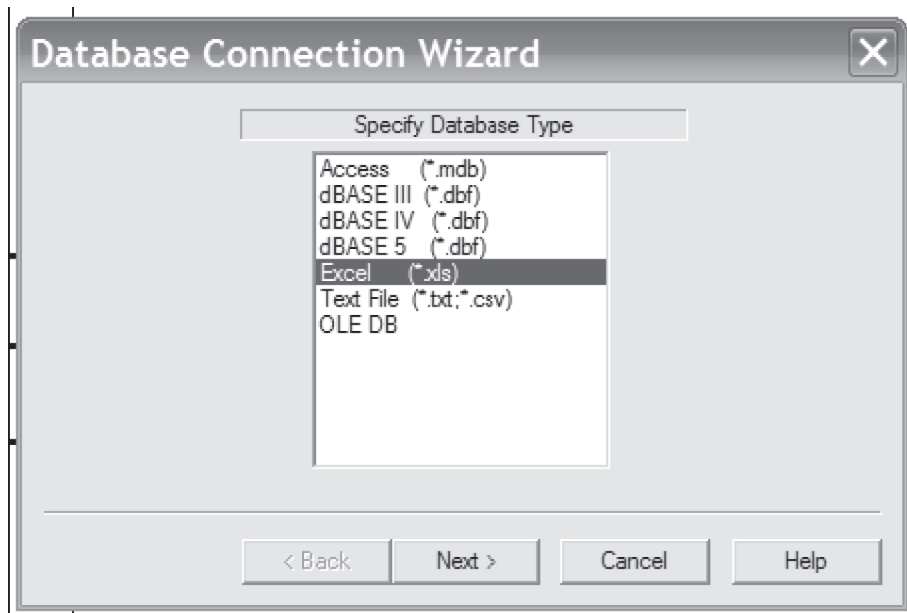 Database Connection Wizard
Specify Database Type
Access (*.mdb)
dBASE III (*.dbf)
dBASE IV (*.dbf)
dBASE 5 (*.dbf)
Excel (*.xls)
Text File (*.txt;*.csv)
OLE DB
< Back Next > Cancel Help